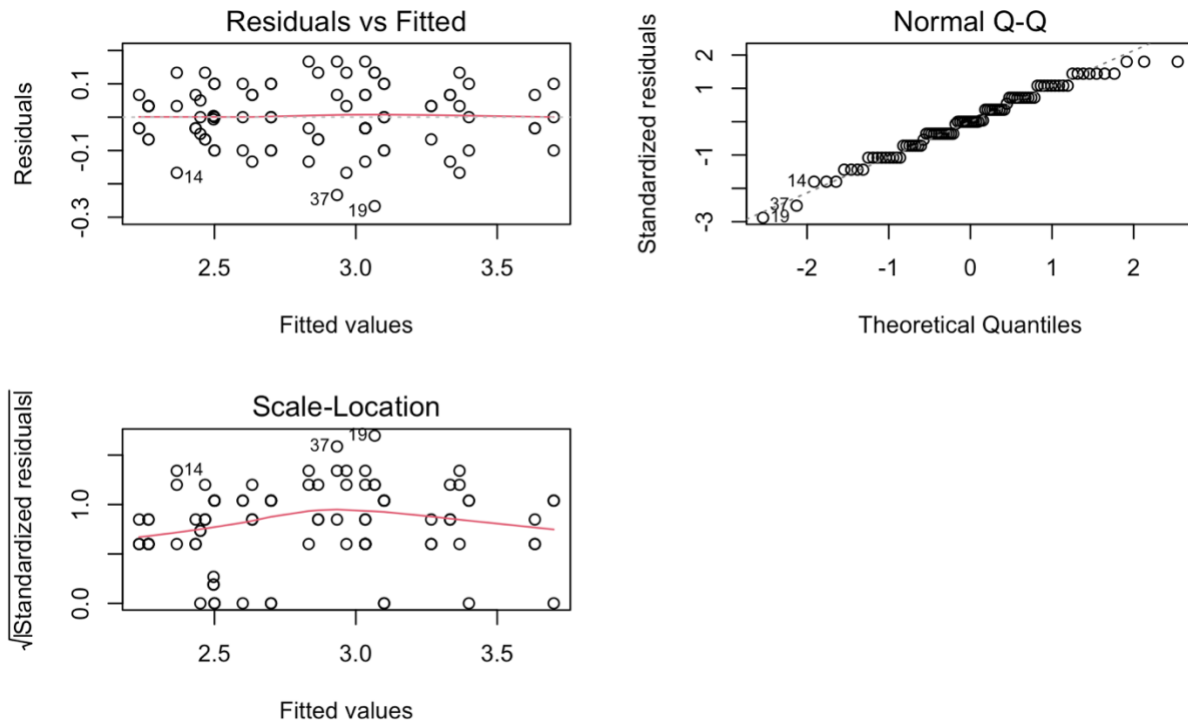 Residuals vs Fitted
Residuals
0.1
-0.1
-0.3
14
37
19
2.5 3.0 3.5
Fitted values
Normal Q-Q
Standardized residuals
2
1
-1
-3
14
37
19
-2 -1 0 1 2
Theoretical Quantiles
Scale-Location
√|Standardized residuals|
1.0
0.0
14
37
19
2.5 3.0 3.5
Fitted values